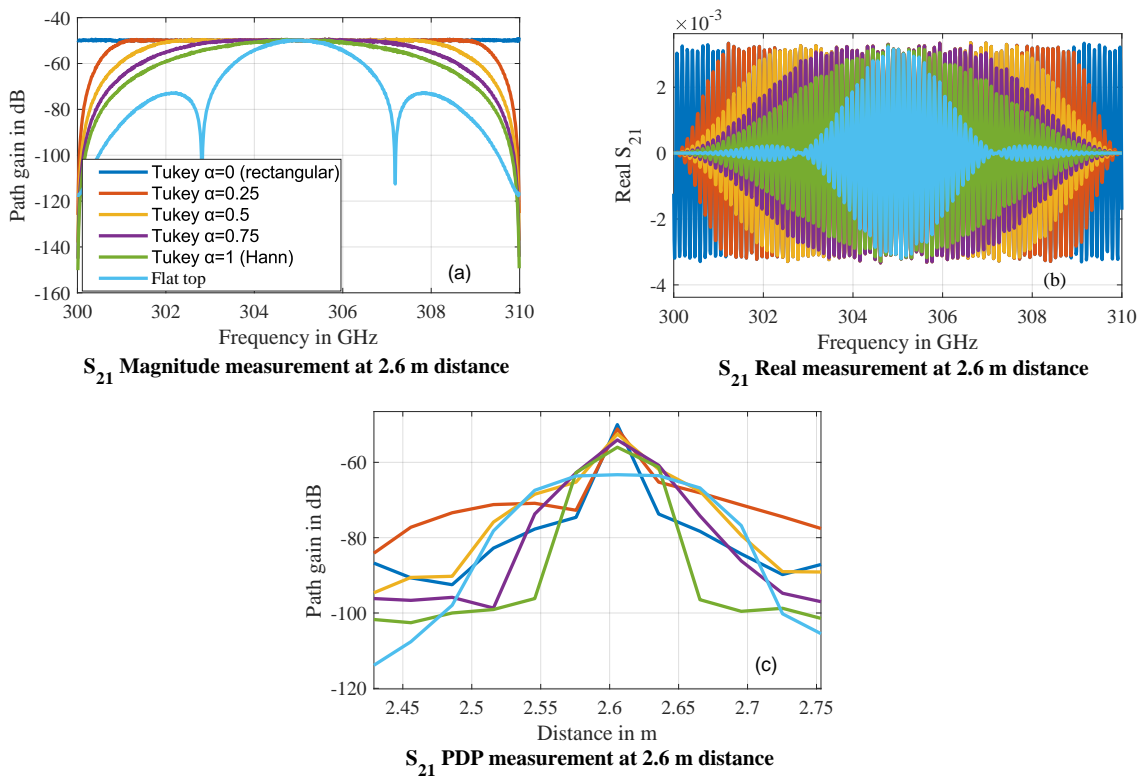 -40
-60
-80
-100
-120
-140
-160
Path gain in dB
Tukey α=0 (rectangular)
Tukey α=0.25
Tukey α=0.5
Tukey α=0.75
Tukey α=1 (Hann)
Flat top
(a)
300 302 304 306 308 310
Frequency in GHz
S21 Magnitude measurement at 2.6 m distance
×10-3
2
0
-2
-4
Real S21
(b)
300 302 304 306 308 310
Frequency in GHz
S21 Real measurement at 2.6 m distance
-60
-80
-100
-120
Path gain in dB
(c)
2.45 2.5 2.55 2.6 2.65 2.7 2.75
Distance in m
S21 PDP measurement at 2.6 m distance